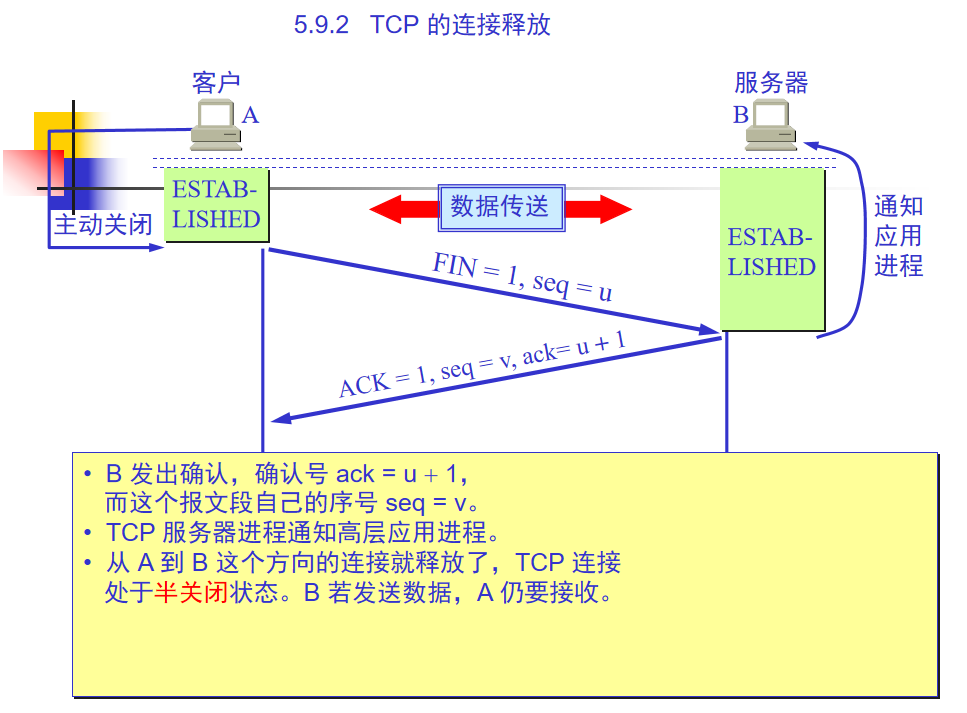 5.9.2 TCP 的连接释放
客户
服务器
A
B
ESTAB-
LISHED
数据传送
主动关闭
ESTAB-
LISHED
通知
应用
进程
FIN = 1, seq = u
ACK = 1, seq = v, ack= u + 1
• B 发出确认，确认号 ack = u + 1，
而这个报文段自己的序号 seq = v。
• TCP 服务器进程通知高层应用进程。
• 从 A 到 B 这个方向的连接就释放了，TCP 连接
处于半关闭状态。B 若发送数据，A 仍要接收。